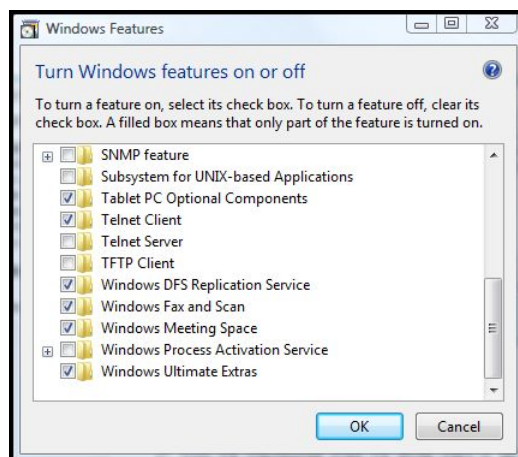 Windows Features
Turn Windows features on or off
To turn a feature on, select its check box. To turn a feature off, clear its
check box. A filled box means that only part of the feature is turned on.
SNMP feature
Subsystem for UNIX-based Applications
Tablet PC Optional Components
Telnet Client
Telnet Server
TFTP Client
Windows DFS Replication Service
Windows Fax and Scan
Windows Meeting Space
Windows Process Activation Service
Windows Ultimate Extras
OK Cancel